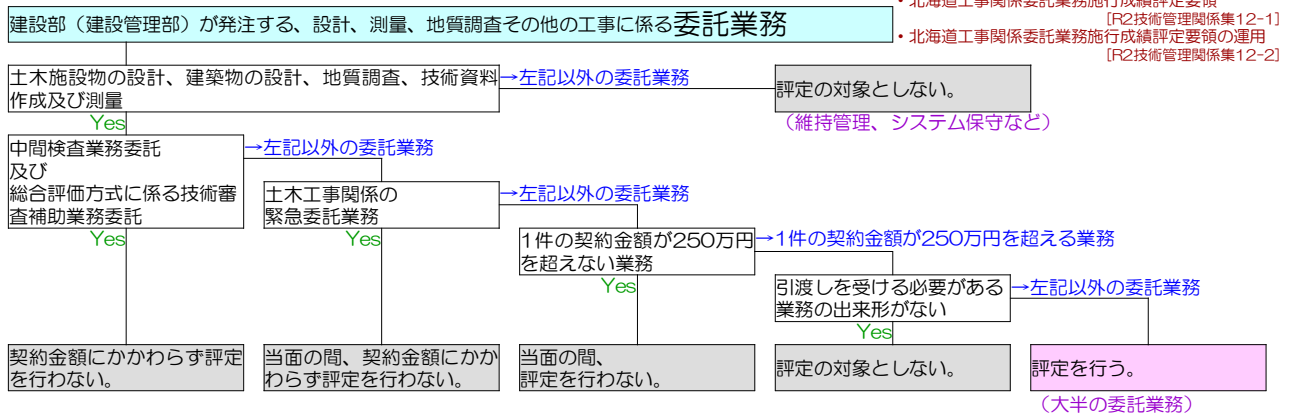 ・北海道工事関係委託業務施行成績評定要領
[R2技術管理関係集12-1]
・北海道工事関係委託業務施行成績評定要領の運用
[R2技術管理関係集12-2]
建設部（建設管理部）が発注する、設計、測量、地質調査その他の工事に係る委託業務
土木施設物の設計、建築物の設計、地質調査、技術資料
作成及び測量
→左記以外の委託業務
評定の対象としない。
（維持管理、システム保守など）
Yes
中間検査業務委託
及び
総合評価方式に係る技術審
査補助業務委託
→左記以外の委託業務
Yes
土木工事関係の
緊急委託業務
→左記以外の委託業務
Yes
1件の契約金額が250万円
を超えない業務
→1件の契約金額が250万円を超える業務
Yes
引渡しを受ける必要がある
業務の出来形がない
→左記以外の委託業務
Yes
契約金額にかかわらず評定
を行わない。
当面の間、契約金額にかか
わらず評定を行わない。
当面の間、
評定を行わない。
評定の対象としない。
評定を行う。
（大半の委託業務）